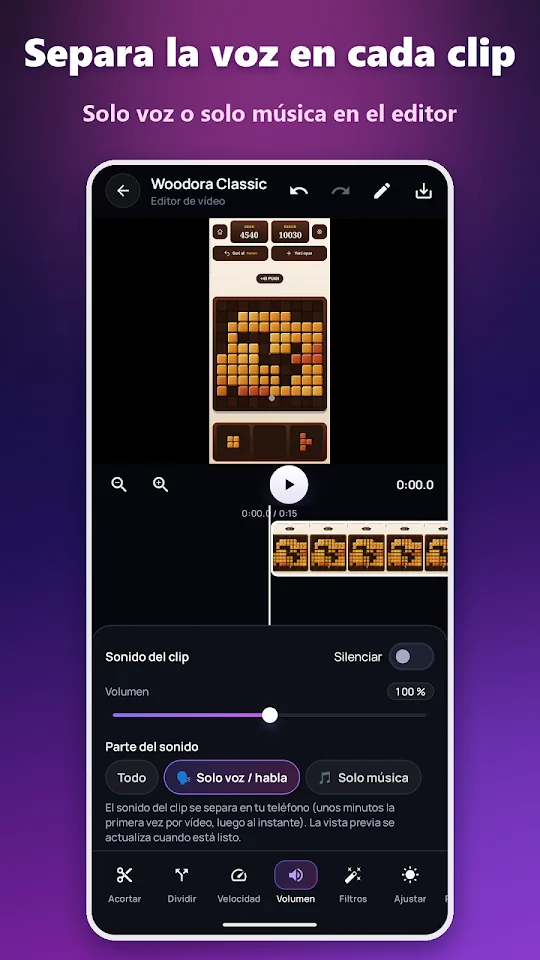 Separa la voz en cada clip
Solo voz o solo música en el editor
Woodora Classic
Editor de vídeo
4540
10030
Geri al
Yeni oyun
0:00.0
0:00.0 / 0:15
Sonido del clip
Silenciar
Volumen
100 %
Parte del sonido
Todo
Solo voz / habla
Solo música
El sonido del clip se separa en tu teléfono (unos minutos la
primera vez por vídeo, luego al instante). La vista previa se
actualiza cuando está listo.
Acortar
Dividir
Velocidad
Volumen
Filtros
Ajustar